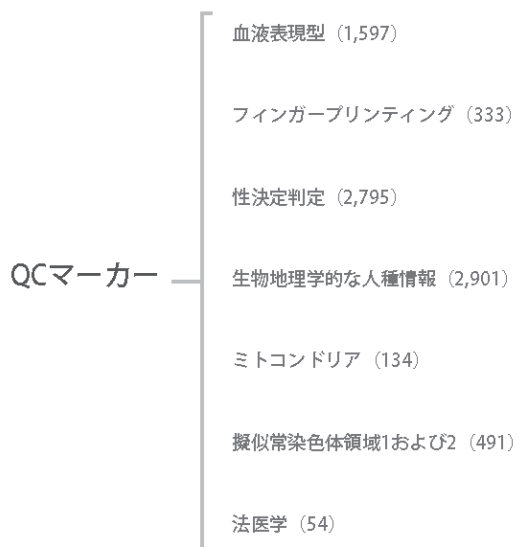 血液表現型（1,597）
フィンガープリンティング（333）
性決定判定（2,795）
QCマーカー
生物地理学的な人種情報（2,901）
ミトコンドリア（134）
擬似常染色体領域1および2（491）
法医学（54）